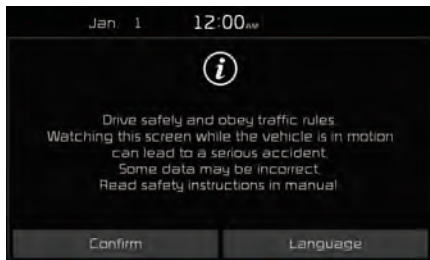 Jan. 1 12:00AM
Drive safely and obey traffic rules.
Watching this screen while the vehicle is in motion
can lead to a serious accident.
Some data may be incorrect.
Read safety instructions in manual.
Confirm Language